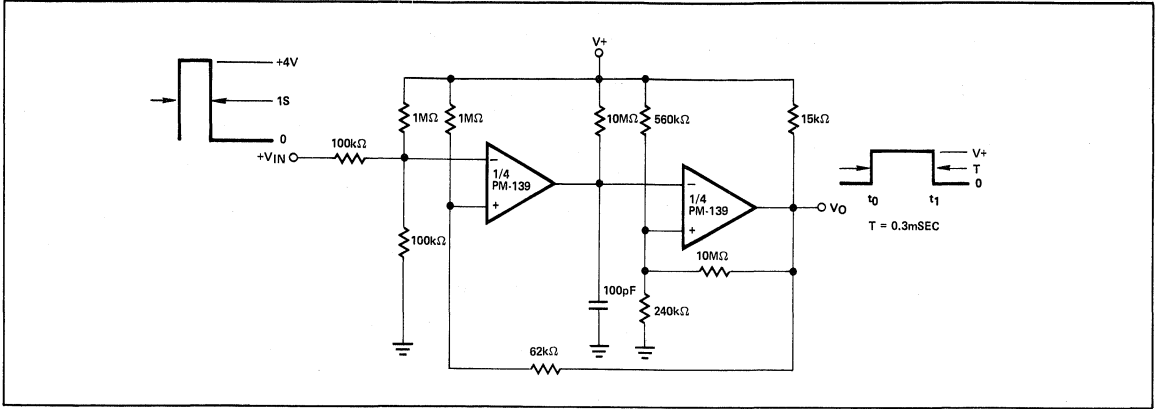 V+
+4V
1S
0
1MΩ
1MΩ
10MΩ
560kΩ
15kΩ
100kΩ
+VIN
−
1/4
PM-139
+
−
1/4
PM-139
+
VO
V+
T
0
t0
t1
T = 0.3mSEC
100kΩ
10MΩ
100pF
240kΩ
62kΩ